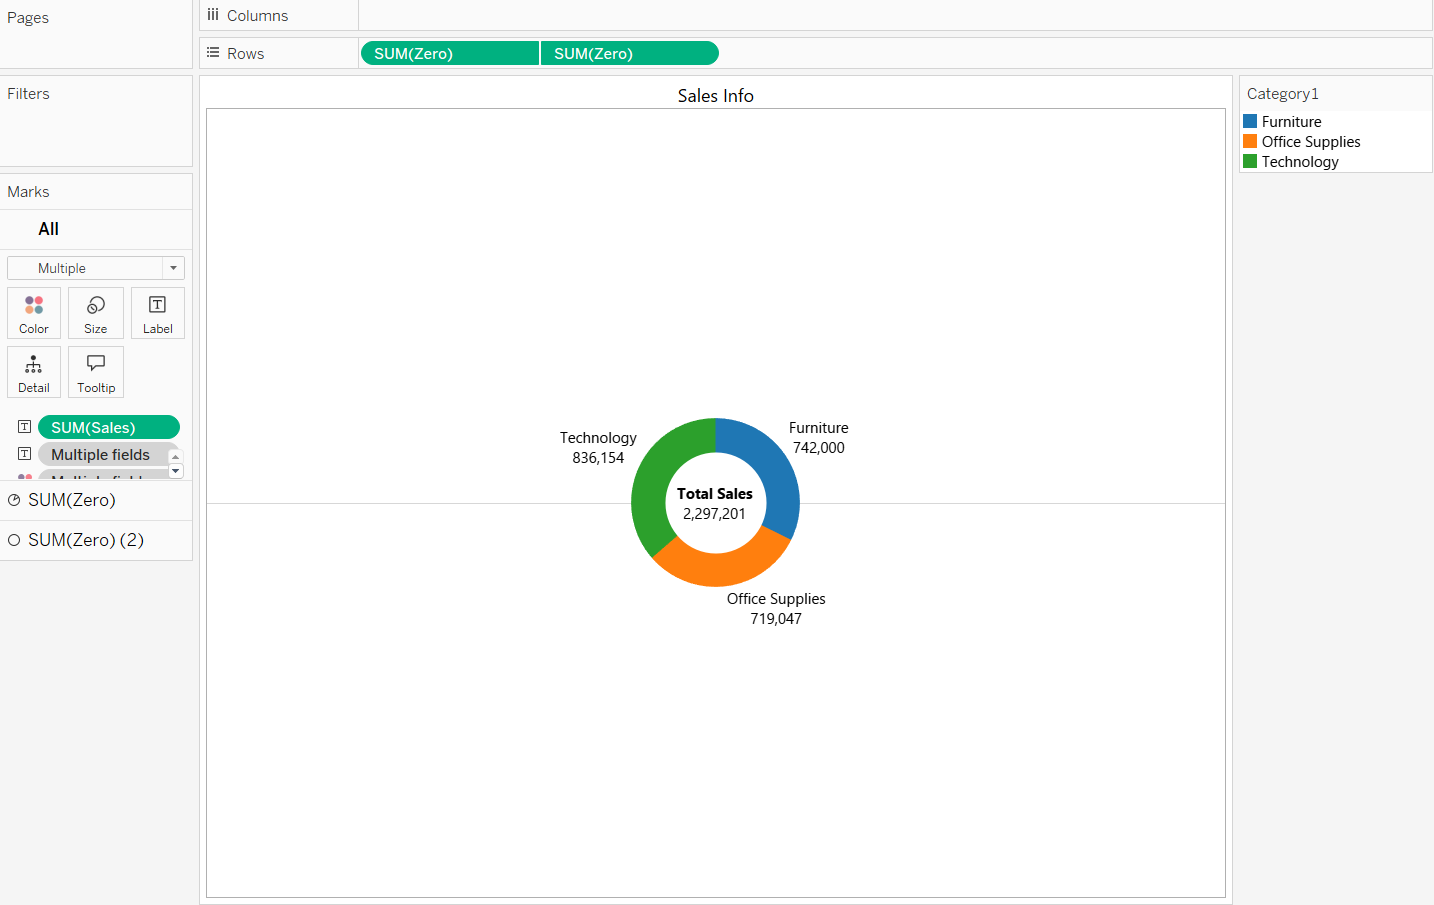 Pages
Columns
Rows
SUM(Zero)
SUM(Zero)
Filters
Marks
All
Multiple
Color
Size
Label
Detail
Tooltip
SUM(Sales)
Multiple fields
SUM(Zero)
SUM(Zero) (2)
Sales Info
Technology
836,154
Furniture
742,000
Total Sales
2,297,201
Office Supplies
719,047
Category1
Furniture
Office Supplies
Technology